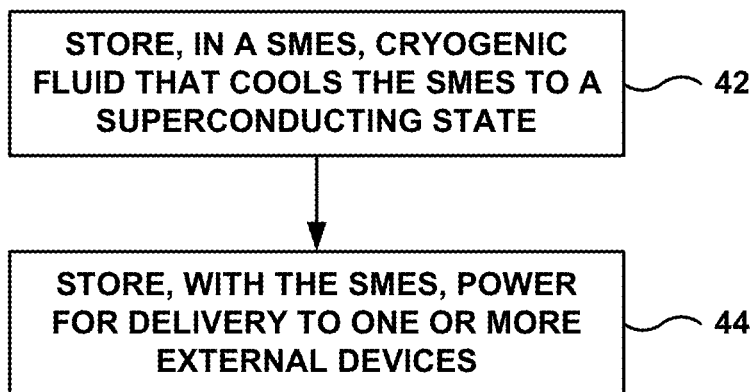 STORE, IN A SMES, CRYOGENIC
FLUID THAT COOLS THE SMES TO A
SUPERCONDUCTING STATE
42
STORE, WITH THE SMES, POWER
FOR DELIVERY TO ONE OR MORE
EXTERNAL DEVICES
44